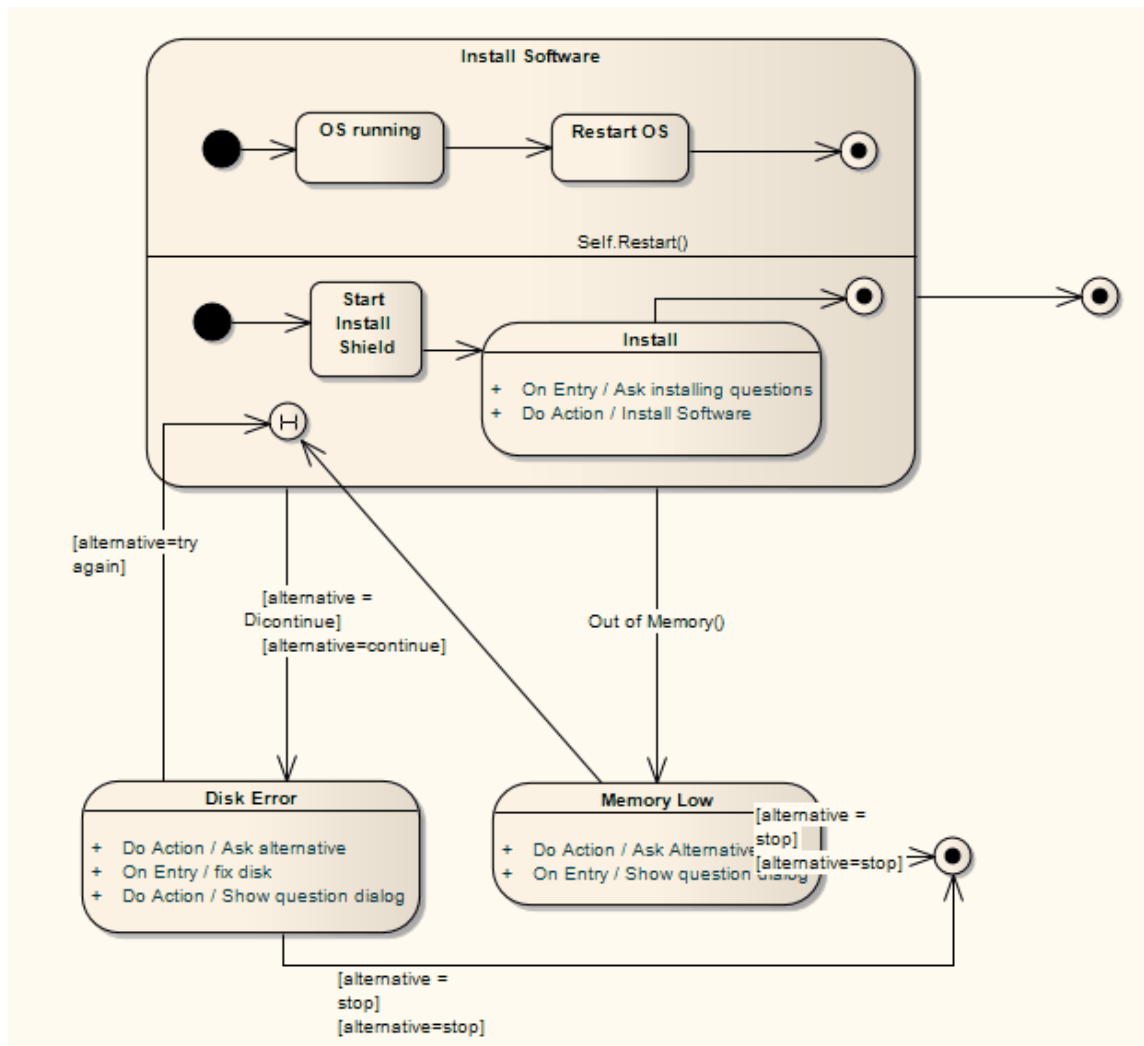 Install Software
OS running
Restart OS
Self.Restart()
Start
Install
Shield
Install
+ On Entry / Ask installing questions
+ Do Action / Install Software
H
[alternative=try
again]
[alternative =
Dicontinue]
[alternative=continue]
Out of Memory()
Disk Error
+ Do Action / Ask alternative
+ On Entry / fix disk
+ Do Action / Show question dialog
Memory Low
+ Do Action / Ask Alternative
+ On Entry / Show question dialog
[alternative =
stop]
[alternative=stop]
[alternative =
stop]
[alternative=stop]